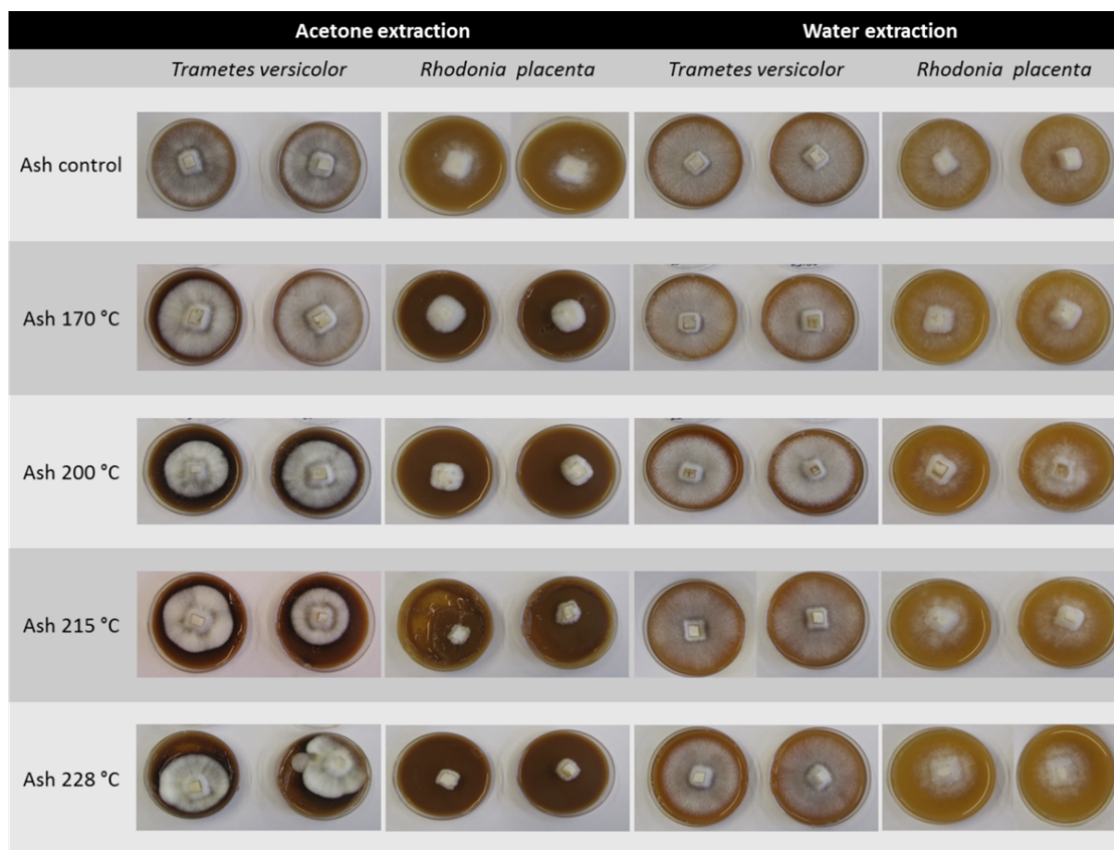 Acetone extraction Water extraction
Trametes versicolor Rhodonia placenta Trametes versicolor Rhodonia placenta
Ash control
Ash 170 °C
Ash 200 °C
Ash 215 °C
Ash 228 °C